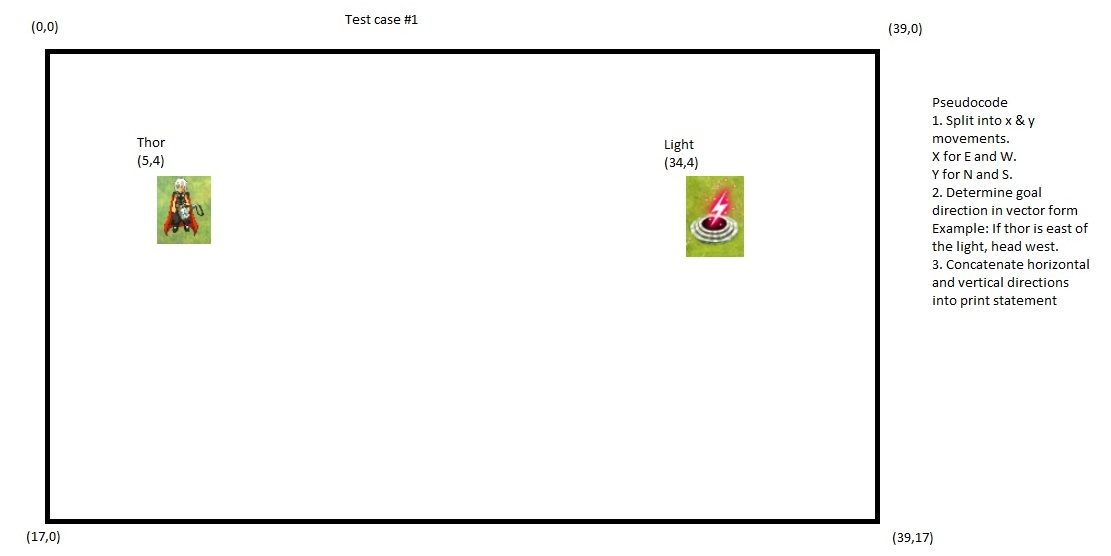 Test case #1
(0,0)
(39,0)
Thor
(5,4)
Light
(34,4)
Pseudocode
1. Split into x & y
movements.
X for E and W.
Y for N and S.
2. Determine goal
direction in vector form
Example: If thor is east of
the light, head west.
3. Concatenate horizontal
and vertical directions
into print statement
(17,0)
(39,17)